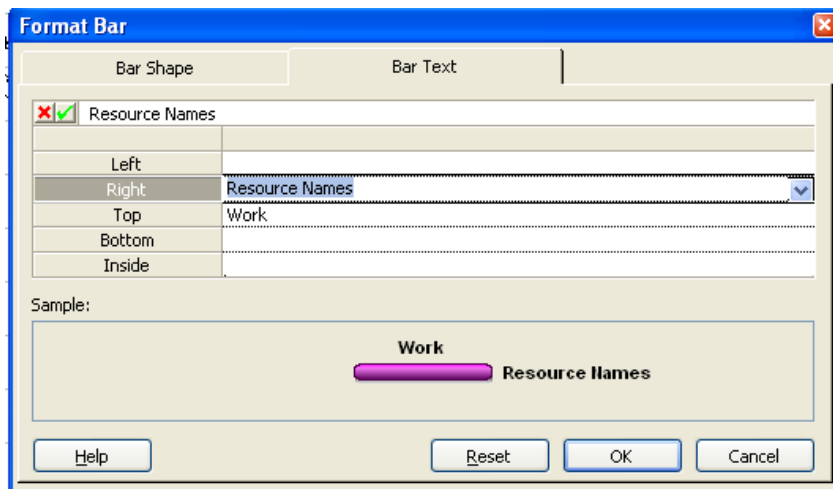 Format Bar
Bar Shape Bar Text
Resource Names
Left
Right Resource Names
Top Work
Bottom
Inside
Sample:
Work
Resource Names
Help Reset OK Cancel